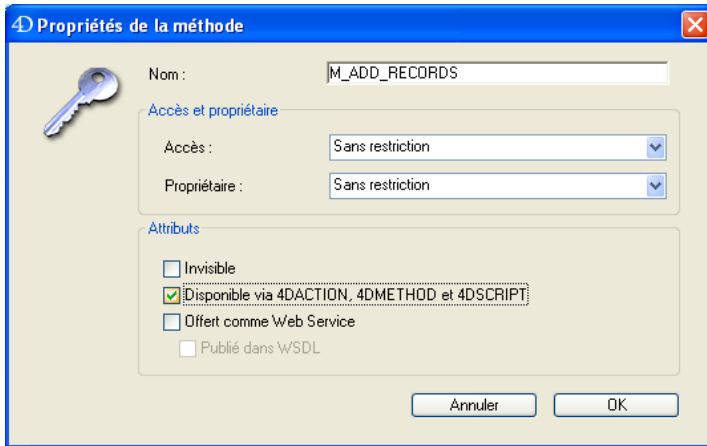 4D Propriétés de la méthode
Nom : M_ADD_RECORDS
Accès et propriétaire
Accès : Sans restriction
Propriétaire : Sans restriction
Attributs
Invisible
Disponible via 4DACTION, 4DMETHOD et 4DSCRIPT
Offert comme Web Service
Publié dans WSDL
Annuler OK